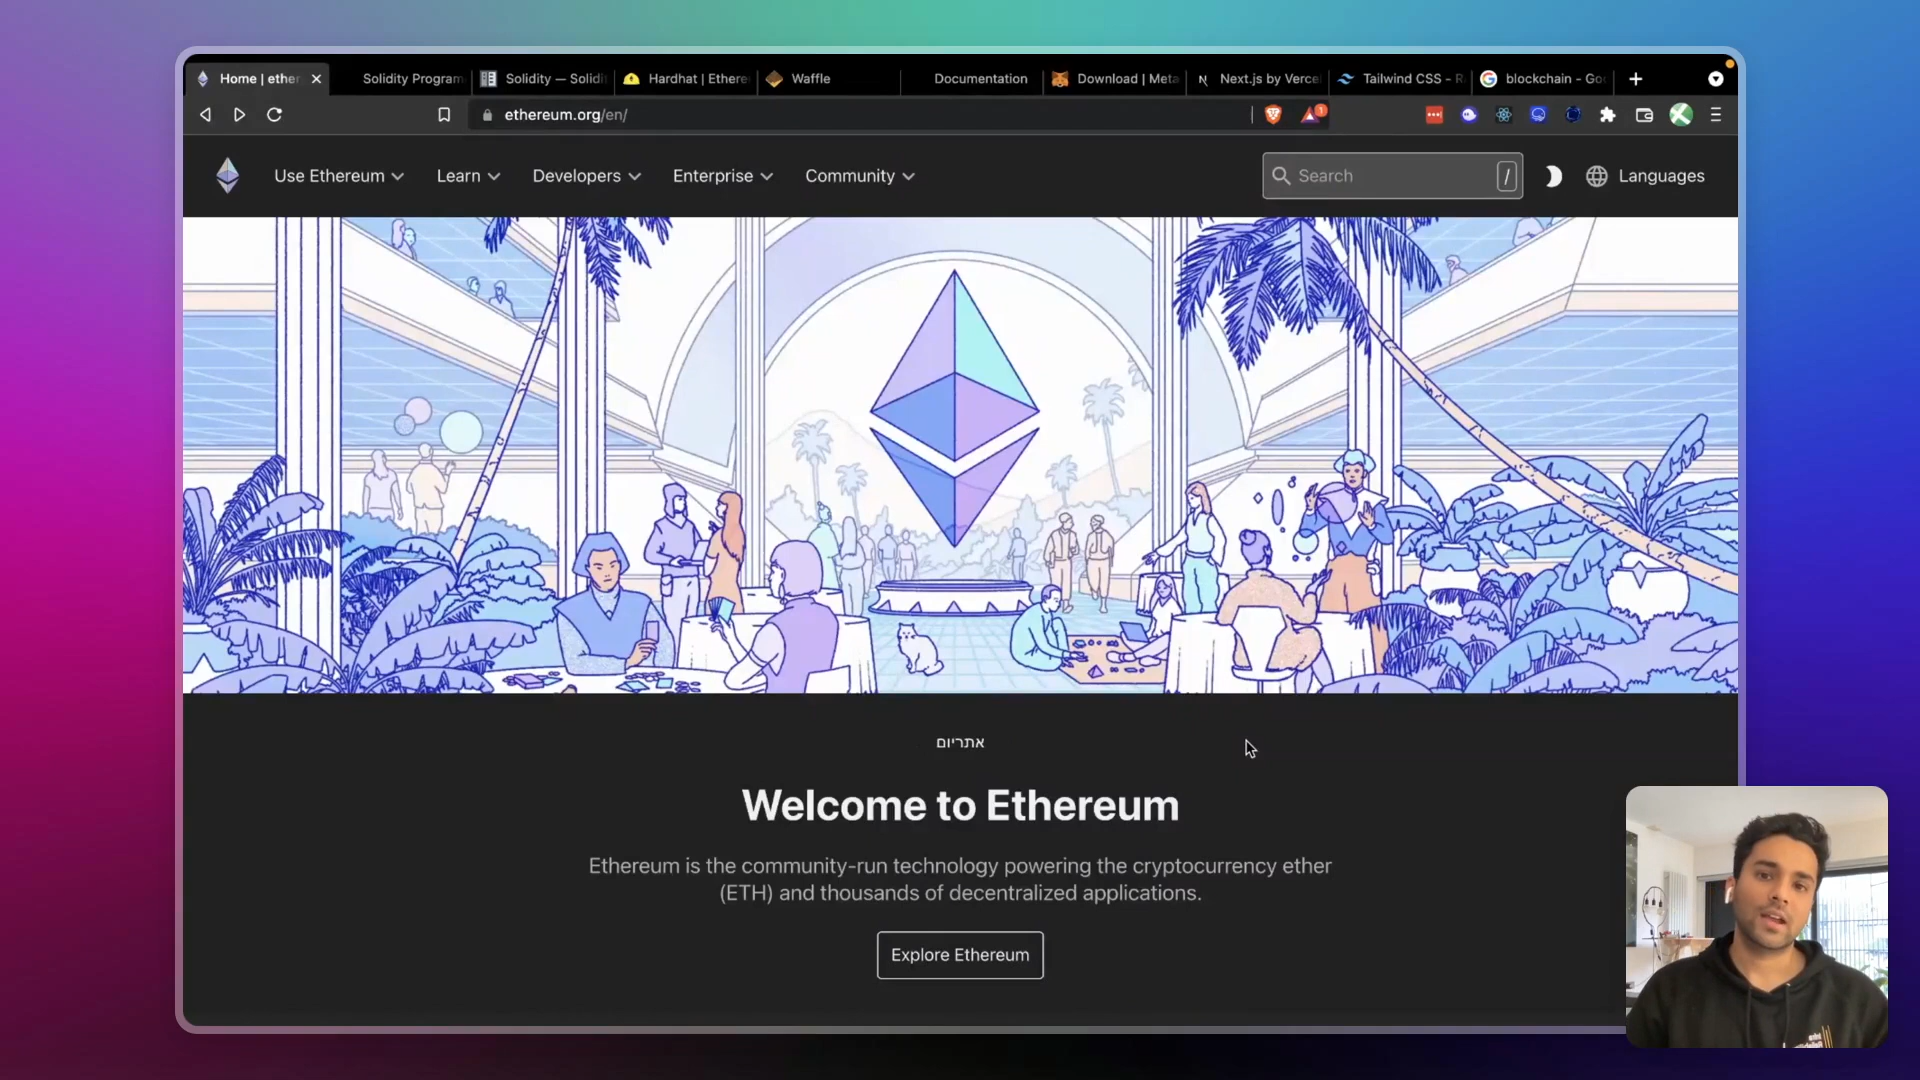 Home | ether
Solidity Program
Solidity — Solidi
Hardhat | Ethere
Waffle
Documentation
Download | Meta
Next.js by Verce
Tailwind CSS - R
blockchain - Goo
ethereum.org/en/
1
Use Ethereum
Learn
Developers
Enterprise
Community
Search
/
Languages
אתריום
Welcome to Ethereum
Ethereum is the community-run technology powering the cryptocurrency ether
(ETH) and thousands of decentralized applications.
Explore Ethereum